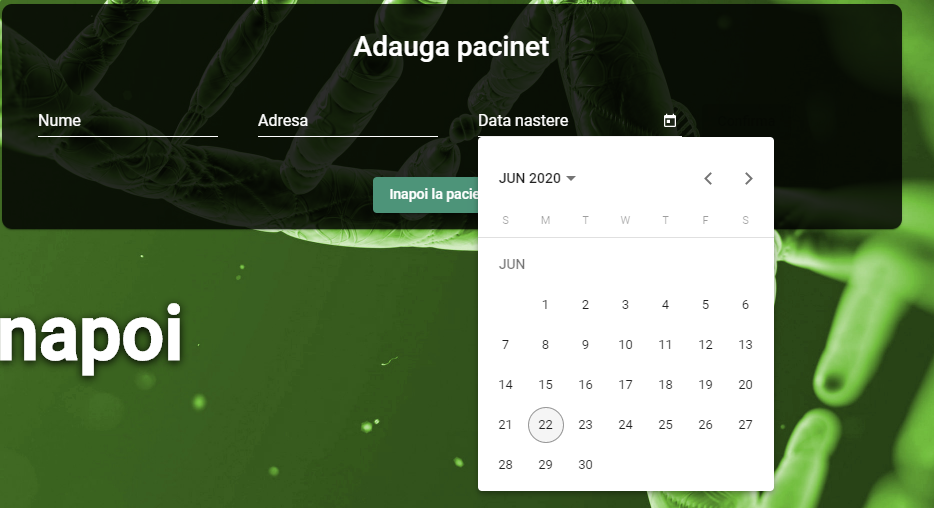 Adauga pacinet
Nume Adresa Data nastere
Inapoi la pacie
JUN 2020
S M T W T F S
JUN
1 2 3 4 5 6
7 8 9 10 11 12 13
14 15 16 17 18 19 20
21 22 23 24 25 26 27
28 29 30
napoi